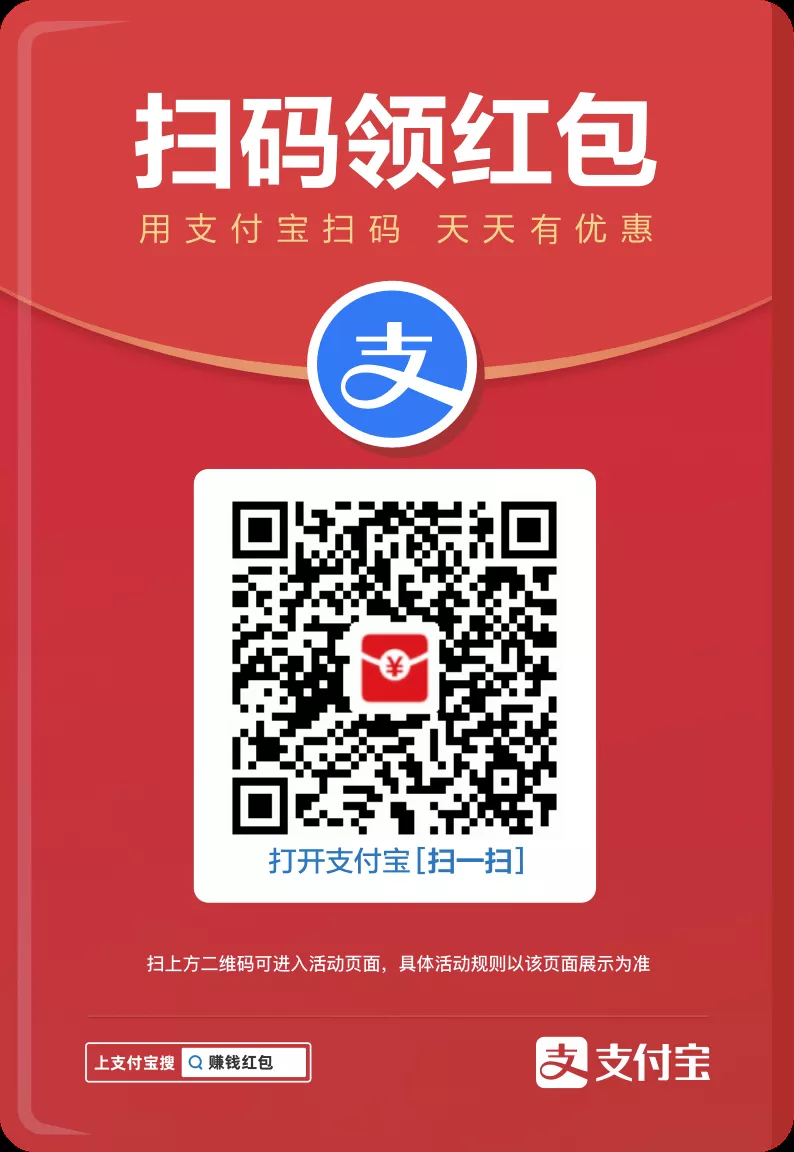 扫码领红包
用支付宝扫码 天天有优惠
支
¥
打开支付宝[扫一扫]
扫上方二维码可进入活动页面，具体活动规则以该页面展示为准
上支付宝搜 赚钱红包
支 支付宝